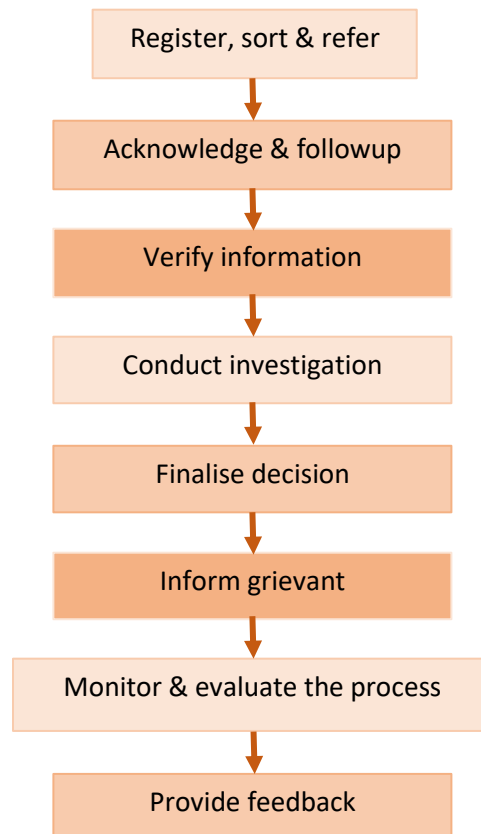 Register, sort & refer
Acknowledge & followup
Verify information
Conduct investigation
Finalise decision
Inform grievant
Monitor & evaluate the process
Provide feedback